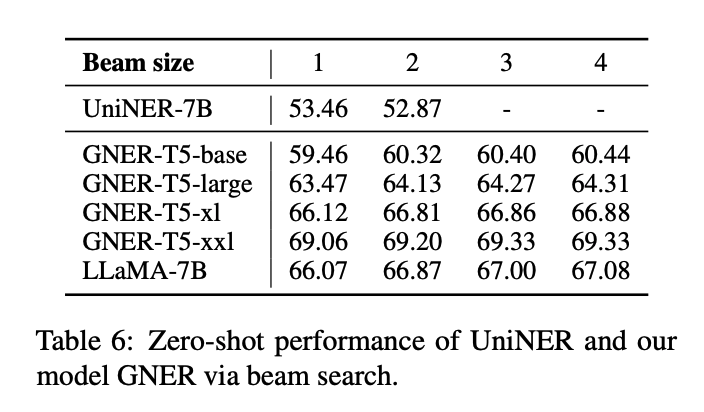 Beam size 1 2 3 4
UniNER-7B 53.46 52.87 - -
GNER-T5-base 59.46 60.32 60.40 60.44
GNER-T5-large 63.47 64.13 64.27 64.31
GNER-T5-xl 66.12 66.81 66.86 66.88
GNER-T5-xxl 69.06 69.20 69.33 69.33
LLaMA-7B 66.07 66.87 67.00 67.08
Table 6: Zero-shot performance of UniNER and our
model GNER via beam search.